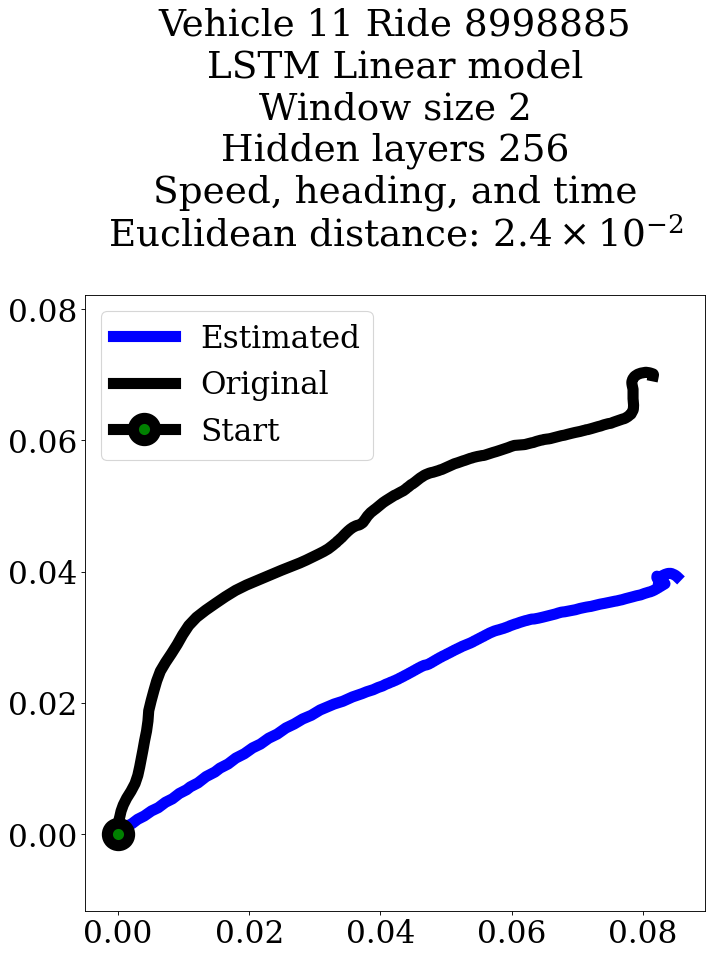 Vehicle 11 Ride 8998885
LSTM Linear model
Window size 2
Hidden layers 256
Speed, heading, and time
Euclidean distance: 2.4 × 10⁻²
Estimated
Original
Start
0.08
0.06
0.04
0.02
0.00
0.00 0.02 0.04 0.06 0.08